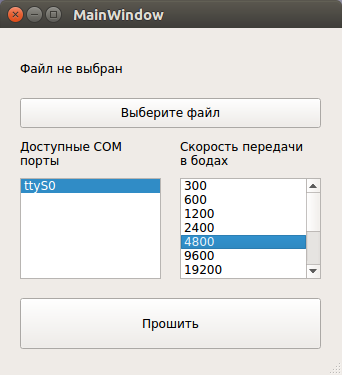 MainWindow
Файл не выбран
Выберите файл
Доступные COM
порты
ttyS0
Скорость передачи
в бодах
300
600
1200
2400
4800
9600
19200
Прошить